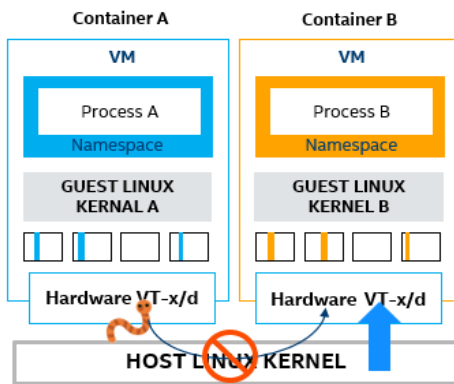 Container A
Container B
VM
VM
Process A
Process B
Namespace
Namespace
GUEST LINUX
KERNAL A
GUEST LINUX
KERNEL B
Hardware VT-x/d
Hardware VT-x/d
HOST LINUX KERNEL